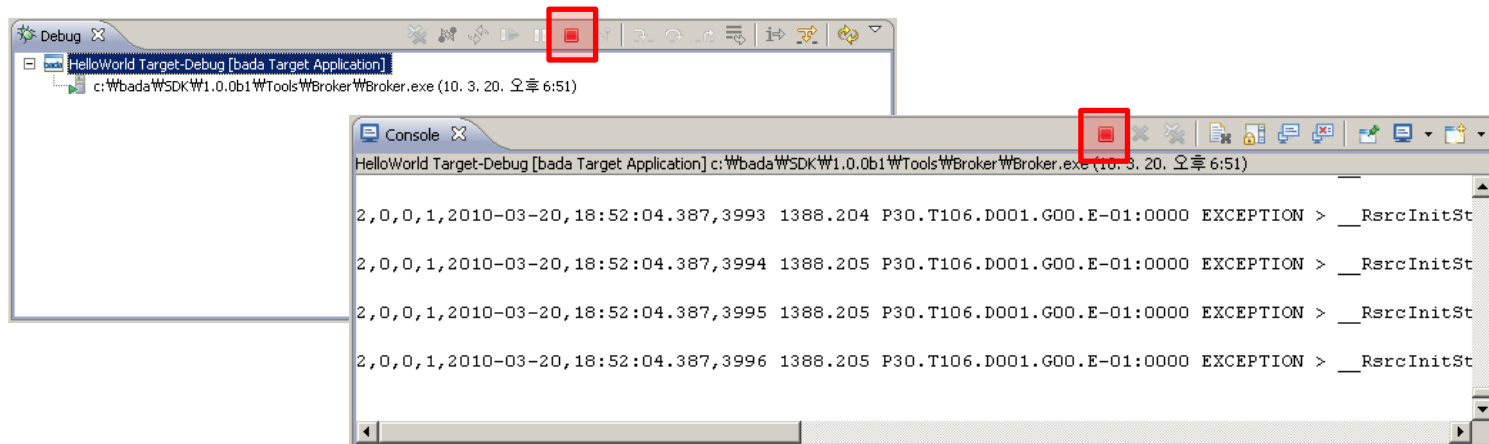 Debug
HelloWorld Target-Debug [bada Target Application]
c:₩bada₩SDK₩1.0.0b1₩Tools₩Broker₩Broker.exe (10. 3. 20. 오후 6:51)
Console
HelloWorld Target-Debug [bada Target Application] c:₩bada₩SDK₩1.0.0b1₩Tools₩Broker₩Broker.exe (10. 3. 20. 오후 6:51)
2,0,0,1,2010-03-20,18:52:04.387,3993 1388.204 P30.T106.D001.G00.E-01:0000 EXCEPTION > __RsrcInitSt
2,0,0,1,2010-03-20,18:52:04.387,3994 1388.205 P30.T106.D001.G00.E-01:0000 EXCEPTION > __RsrcInitSt
2,0,0,1,2010-03-20,18:52:04.387,3995 1388.205 P30.T106.D001.G00.E-01:0000 EXCEPTION > __RsrcInitSt
2,0,0,1,2010-03-20,18:52:04.387,3996 1388.205 P30.T106.D001.G00.E-01:0000 EXCEPTION > __RsrcInitSt